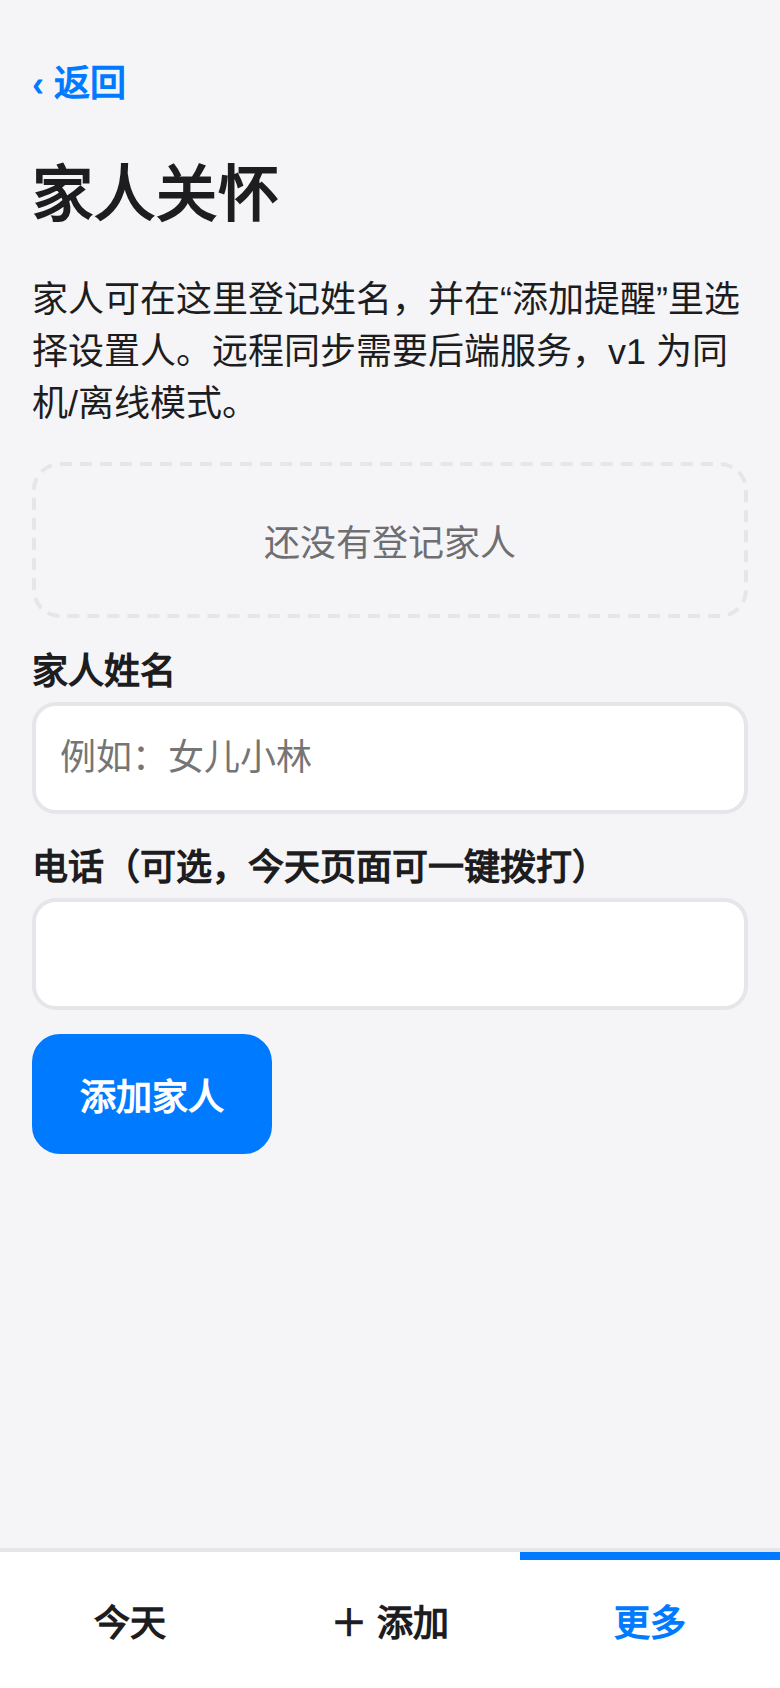 ‹ 返回
家人关怀
家人可在这里登记姓名，并在“添加提醒”里选
择设置人。远程同步需要后端服务，v1 为同
机/离线模式。
还没有登记家人
家人姓名
例如：女儿小林
电话（可选，今天页面可一键拨打）
添加家人
今天
＋ 添加
更多